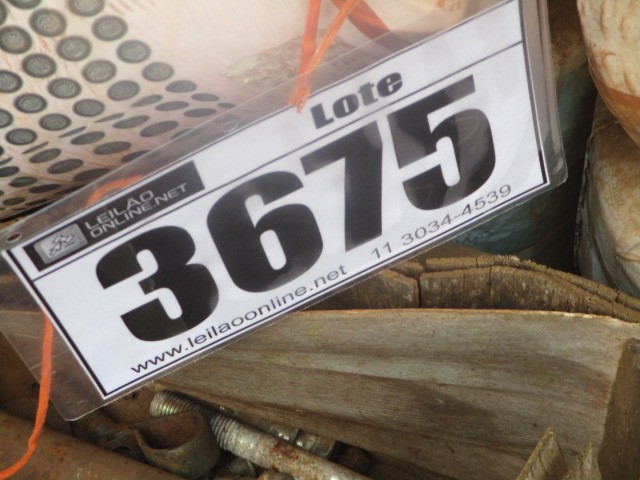 Lote
LEILAO
ONLINE.NET
3675
www.leilaoonline.net 11 3034-4539